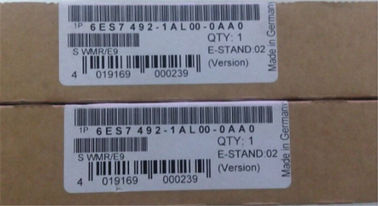 1P 6ES7 492-1AL00-0AA0
QTY: 1
S WMR/E9
E-STAND:02
(Version)
4 019169 000239
Made in Germany
1P 6ES7 492-1AL00-0AA0
QTY: 1
S WMR/E9
E-STAND:02
(Version)
4 019169 000239
Made in Germany